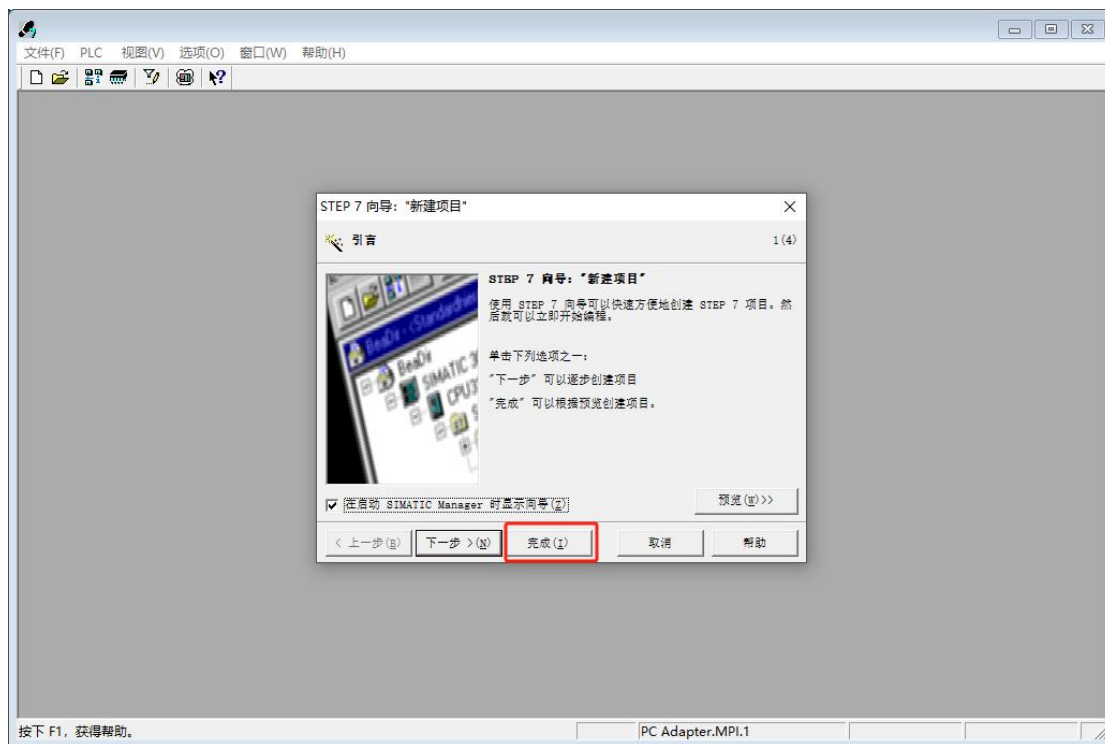 文件(F) PLC 视图(V) 选项(O) 窗口(W) 帮助(H)
STEP 7 向导: "新建项目"
引言
1(4)
STEP 7 向导: "新建项目"
使用 STEP 7 向导可以快速方便地创建 STEP 7 项目。然
后就可以立即开始编程。
单击下列选项之一:
"下一步" 可以逐步创建项目
"完成" 可以根据预览创建项目。
BeaDir - <Standardhier
BeaDir
SIMATIC 3
CPU3
在启动 SIMATIC Manager 时显示向导(Z)
预览(W)>>
< 上一步(B) 下一步 >(N) 完成(I) 取消 帮助
按下 F1, 获得帮助。 PC Adapter.MPI.1